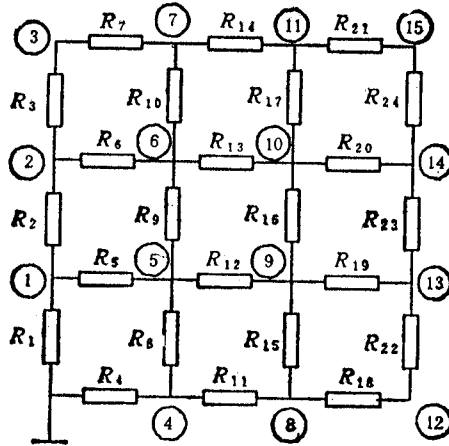 3 R7 7 R14 11 R21 15
R3 R10 R17 R24
2 R6 6 R13 10 R20 14
R2 R9 R16 R23
1 R5 5 R12 9 R19 13
R1 R8 R15 R22
R4 R11 R18
4 8 12